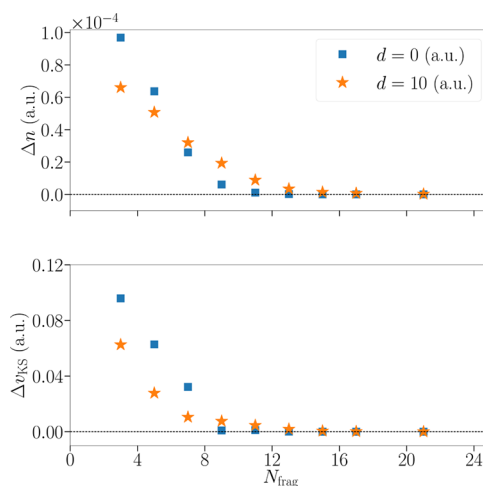 ×10⁻⁴
1.0
0.8
0.6
0.4
0.2
0.0
Δn (a.u.)
d = 0 (a.u.)
d = 10 (a.u.)
0.12
0.08
0.04
0.00
Δv_KS (a.u.)
0 4 8 12 16 20 24
N_frag